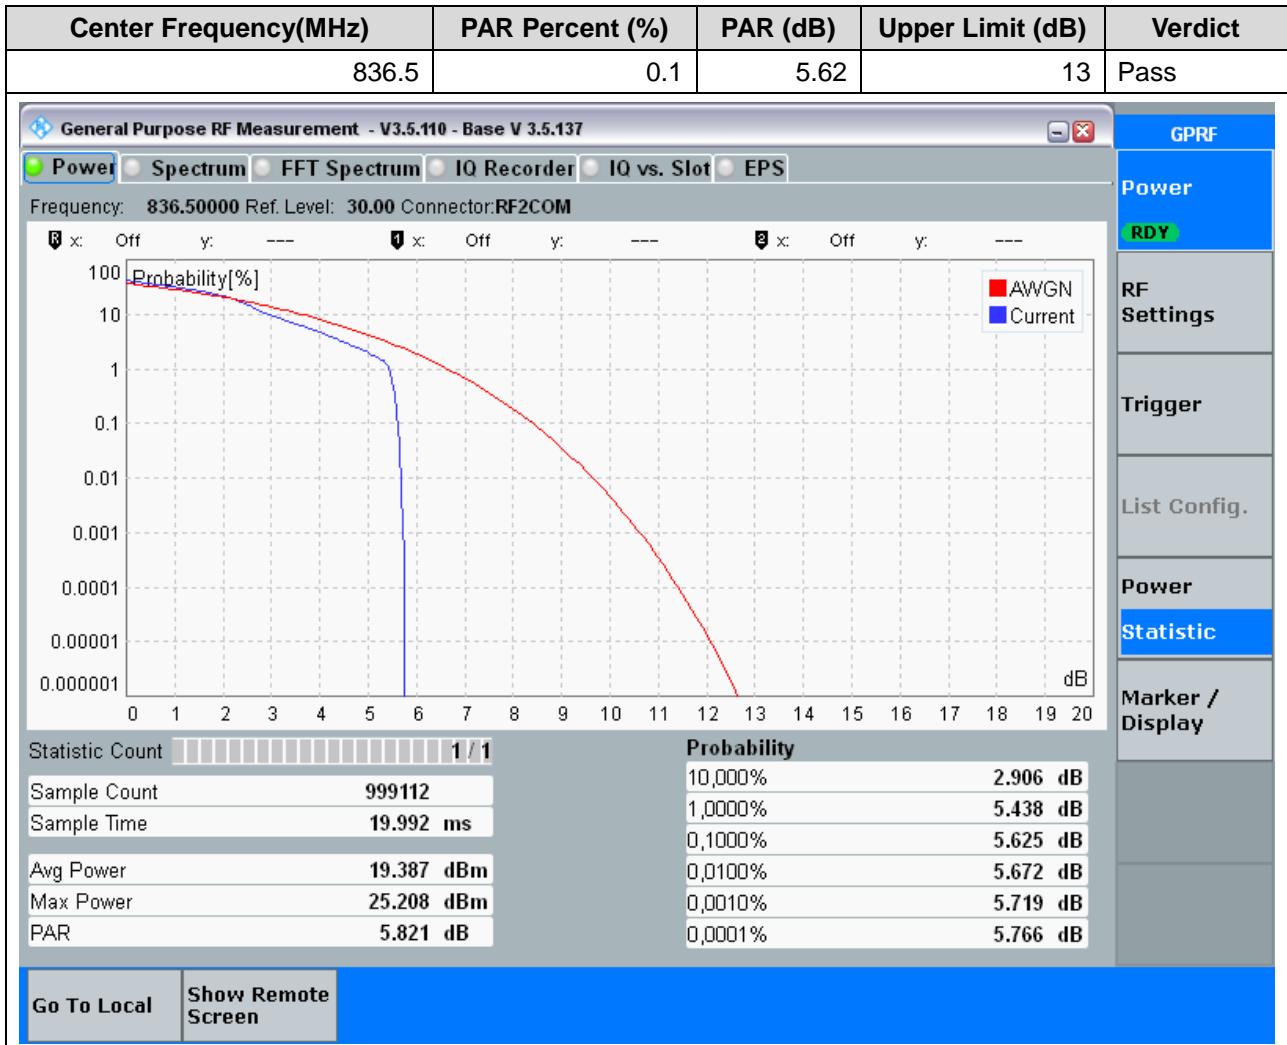 Center Frequency(MHz) PAR Percent (%) PAR (dB) Upper Limit (dB) Verdict
836.5 0.1 5.62 13 Pass
General Purpose RF Measurement - V3.5.110 - Base V 3.5.137
GPRF
Power Spectrum FFT Spectrum IQ Recorder IQ vs. Slot EPS
Power
RDY
Frequency: 836.50000 Ref. Level: 30.00 Connector:RF2COM
R x: Off y: --- 1 x: Off y: --- 2 x: Off y: ---
Probability[%]
AWGN
Current
100
10
1
0.1
0.01
0.001
0.0001
0.00001
0.000001
dB
0 1 2 3 4 5 6 7 8 9 10 11 12 13 14 15 16 17 18 19 20
RF
Settings
Trigger
List Config.
Power
Statistic
Marker /
Display
Statistic Count 1 / 1
Sample Count 999112
Sample Time 19.992 ms
Avg Power 19.387 dBm
Max Power 25.208 dBm
PAR 5.821 dB
Probability
10,000% 2.906 dB
1,0000% 5.438 dB
0,1000% 5.625 dB
0,0100% 5.672 dB
0,0010% 5.719 dB
0,0001% 5.766 dB
Go To Local
Show Remote
Screen